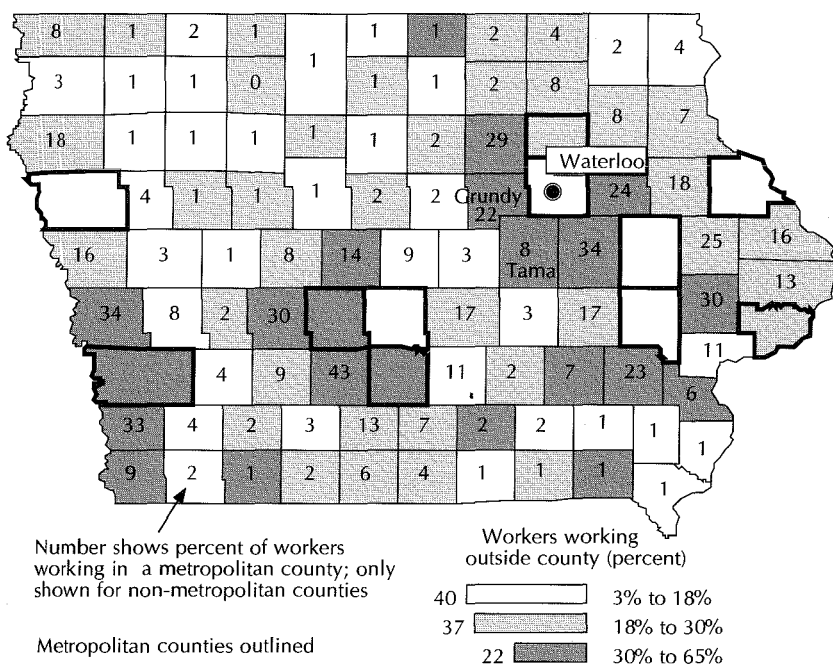 8 1 2 1 1 1 2 4 2 4
1
3 1 1 0 1 1 2 8
8 7
18 1 1 1 1 1 2 29
Waterloo
4 1 1 1 2 2 Grundy 24 18
22
16 3 1 8 14 9 3 8 34 25 16
Tama
13
34 8 2 30 17 3 17 30
11
4 9 43 11 2 7 23
6
33 4 2 3 13 7 2 2 1 1
1
9 2 1 2 6 4 1 1 1
1
Number shows percent of workers
working in a metropolitan county; only
shown for non-metropolitan counties
Metropolitan counties outlined
Workers working
outside county (percent)
40 3% to 18%
37 18% to 30%
22 30% to 65%